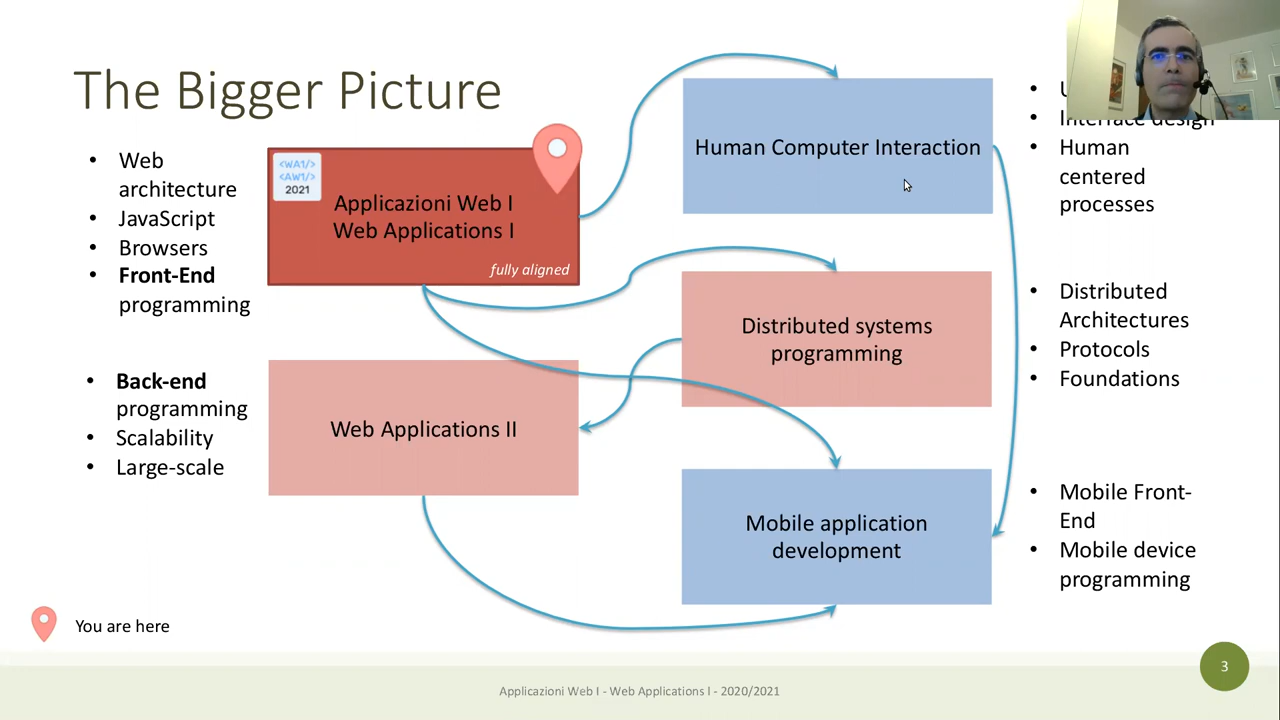 The Bigger Picture
• Web
architecture
• JavaScript
• Browsers
• Front-End
programming
<WA1/>
<AW1/>
2021
Applicazioni Web I
Web Applications I
fully aligned
Human Computer Interaction
• Interface design
• Human
centered
processes
Distributed systems
programming
• Distributed
Architectures
• Protocols
• Foundations
• Back-end
programming
• Scalability
• Large-scale
Web Applications II
Mobile application
development
• Mobile Front-
End
• Mobile device
programming
You are here
3
Applicazioni Web I - Web Applications I - 2020/2021